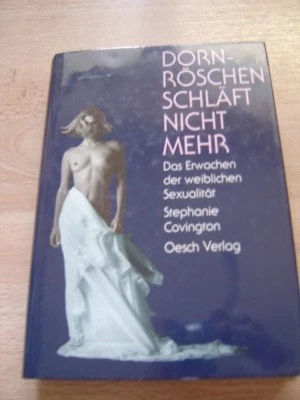 DORN-
RÖSCHEN
SCHLÄFT
NICHT
MEHR
Das Erwachen
der weiblichen
Sexualität
Stephanie
Covington
Oesch Verlag